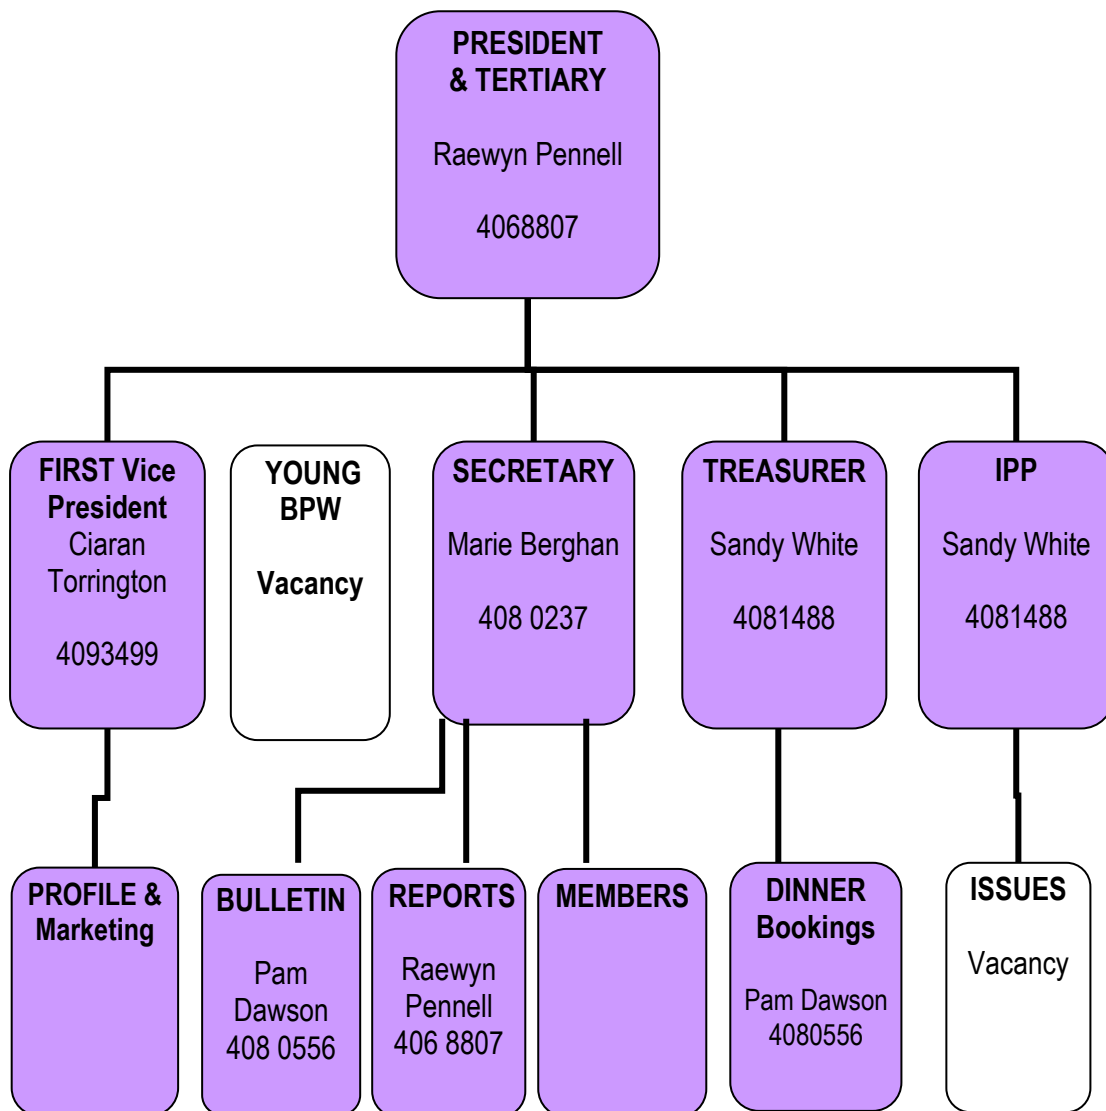 PRESIDENT
& TERTIARY
Raewyn Pennell
4068807
FIRST Vice
President
Ciaran
Torrington
4093499
YOUNG
BPW
Vacancy
SECRETARY
Marie Berghan
408 0237
TREASURER
Sandy White
4081488
IPP
Sandy White
4081488
PROFILE &
Marketing
BULLETIN
Pam
Dawson
408 0556
REPORTS
Raewyn
Pennell
406 8807
MEMBERS
DINNER
Bookings
Pam Dawson
4080556
ISSUES
Vacancy